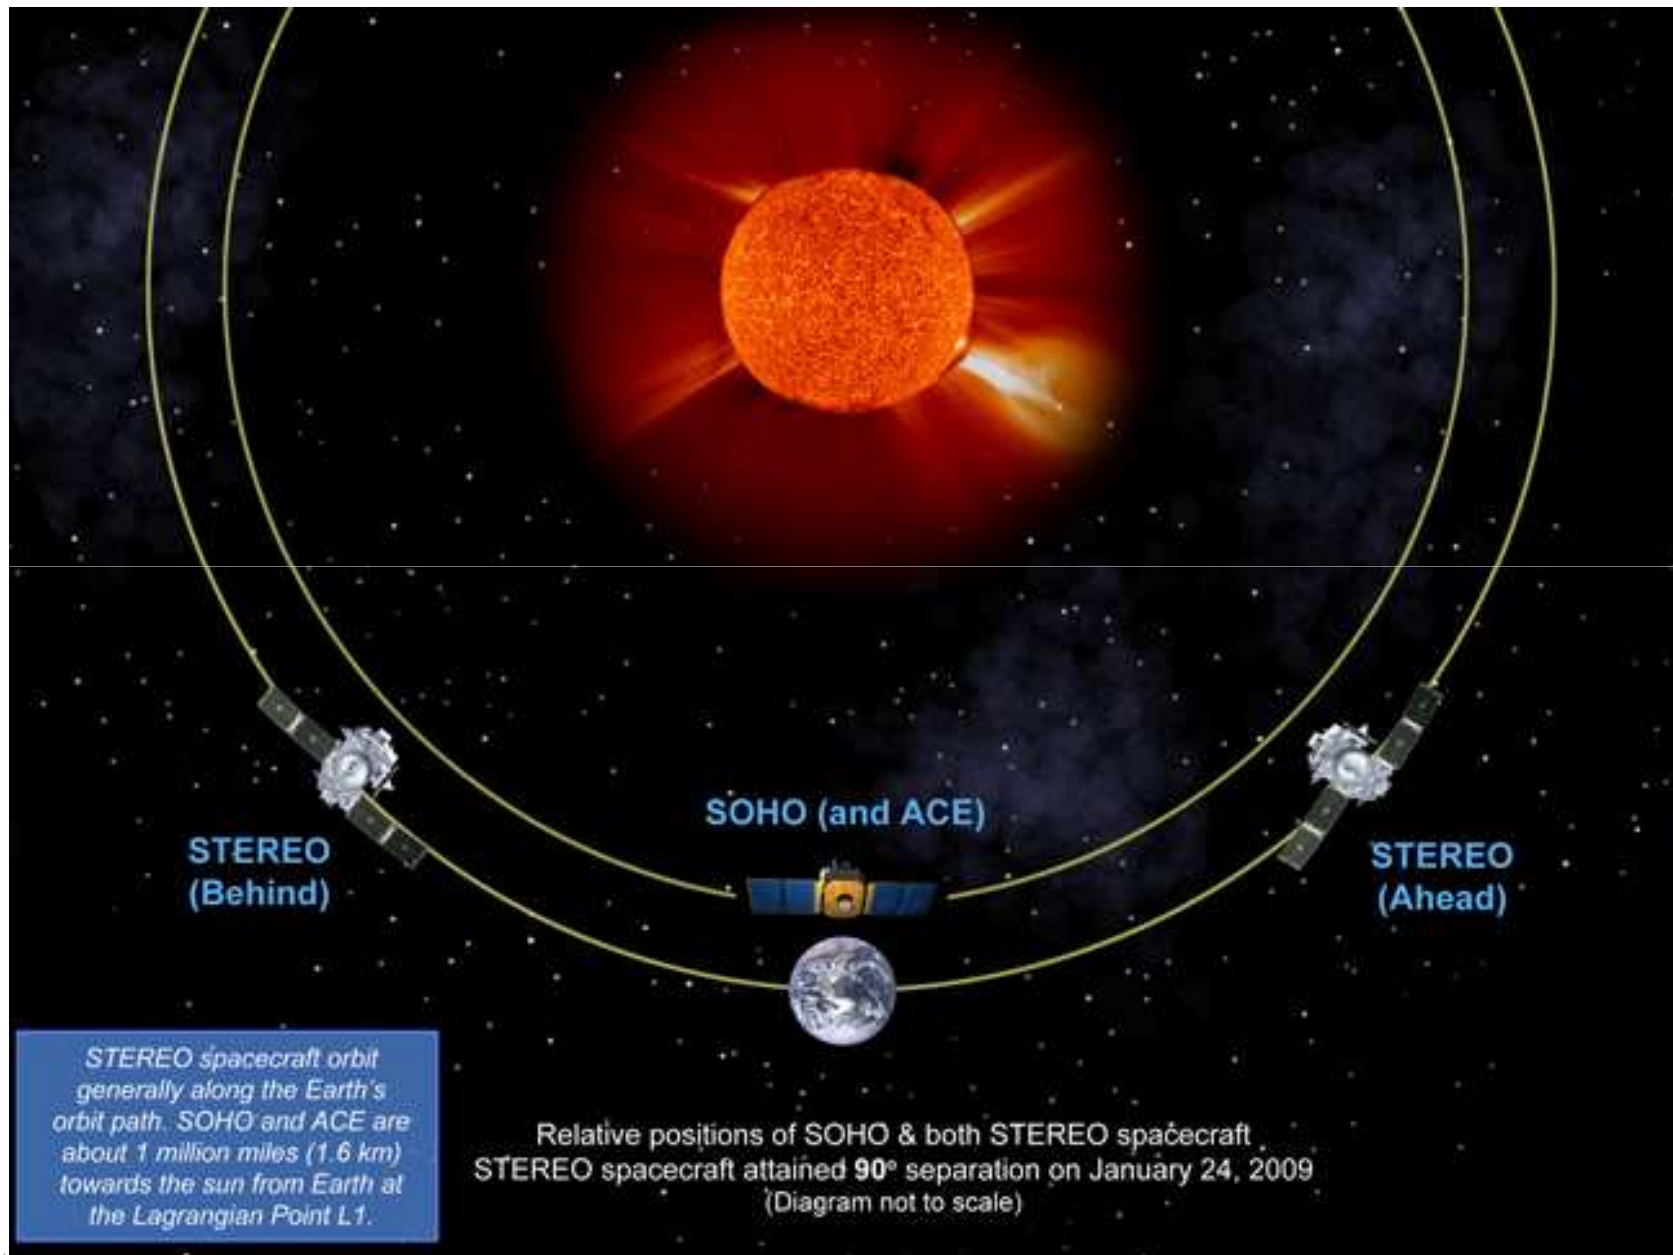 SOHO (and ACE)
STEREO
(Behind)
STEREO
(Ahead)
STEREO spacecraft orbit
generally along the Earth's
orbit path. SOHO and ACE are
about 1 million miles (1.6 km)
towards the sun from Earth at
the Lagrangian Point L1.
Relative positions of SOHO & both STEREO spacecraft
STEREO spacecraft attained 90° separation on January 24, 2009
(Diagram not to scale)